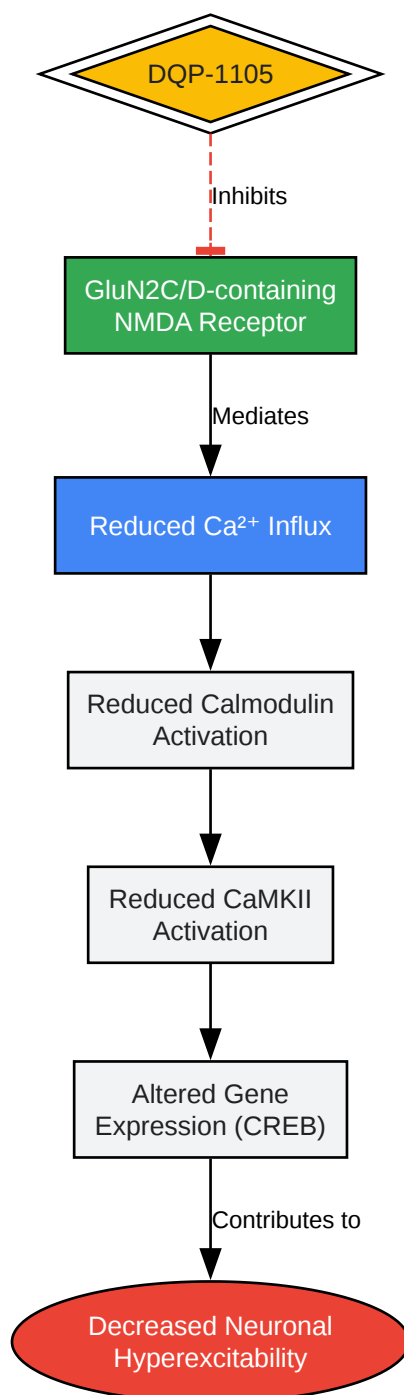 DQP-1105
Inhibits
GluN2C/D-containing
NMDA Receptor
Mediates
Reduced Ca²⁺ Influx
Reduced Calmodulin
Activation
Reduced CaMKII
Activation
Altered Gene
Expression (CREB)
Contributes to
Decreased Neuronal
Hyperexcitability